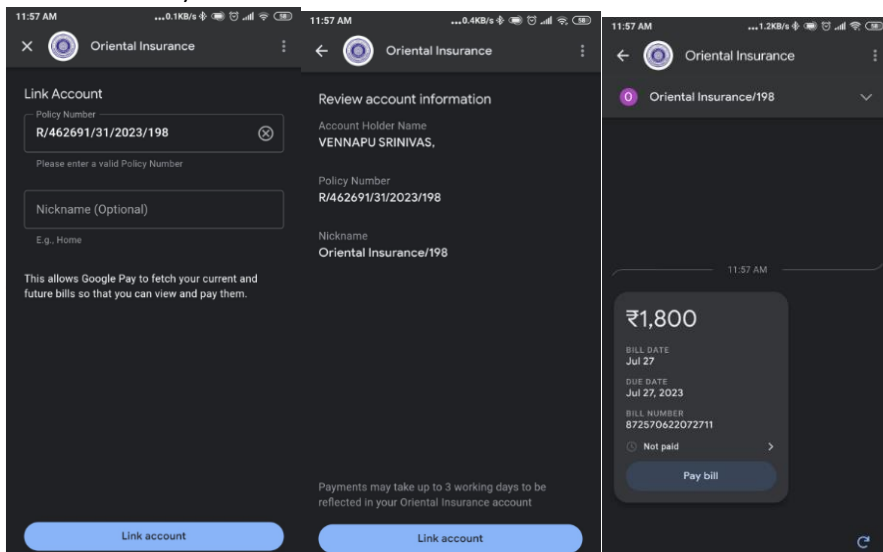 11:57 AM
...0.1KB/s
58
Oriental Insurance
Link Account
Policy Number
R/462691/31/2023/198
Please enter a valid Policy Number
Nickname (Optional)
E.g., Home
This allows Google Pay to fetch your current and
future bills so that you can view and pay them.
Link account
11:57 AM
...0.4KB/s
58
Oriental Insurance
Review account information
Account Holder Name
VENNAPU SRINIVAS,
Policy Number
R/462691/31/2023/198
Nickname
Oriental Insurance/198
Payments may take up to 3 working days to be
reflected in your Oriental Insurance account
Link account
11:57 AM
...1.2KB/s
58
Oriental Insurance
O Oriental Insurance/198
11:57 AM
₹1,800
BILL DATE
Jul 27
DUE DATE
Jul 27, 2023
BILL NUMBER
872570622072711
Not paid
Pay bill